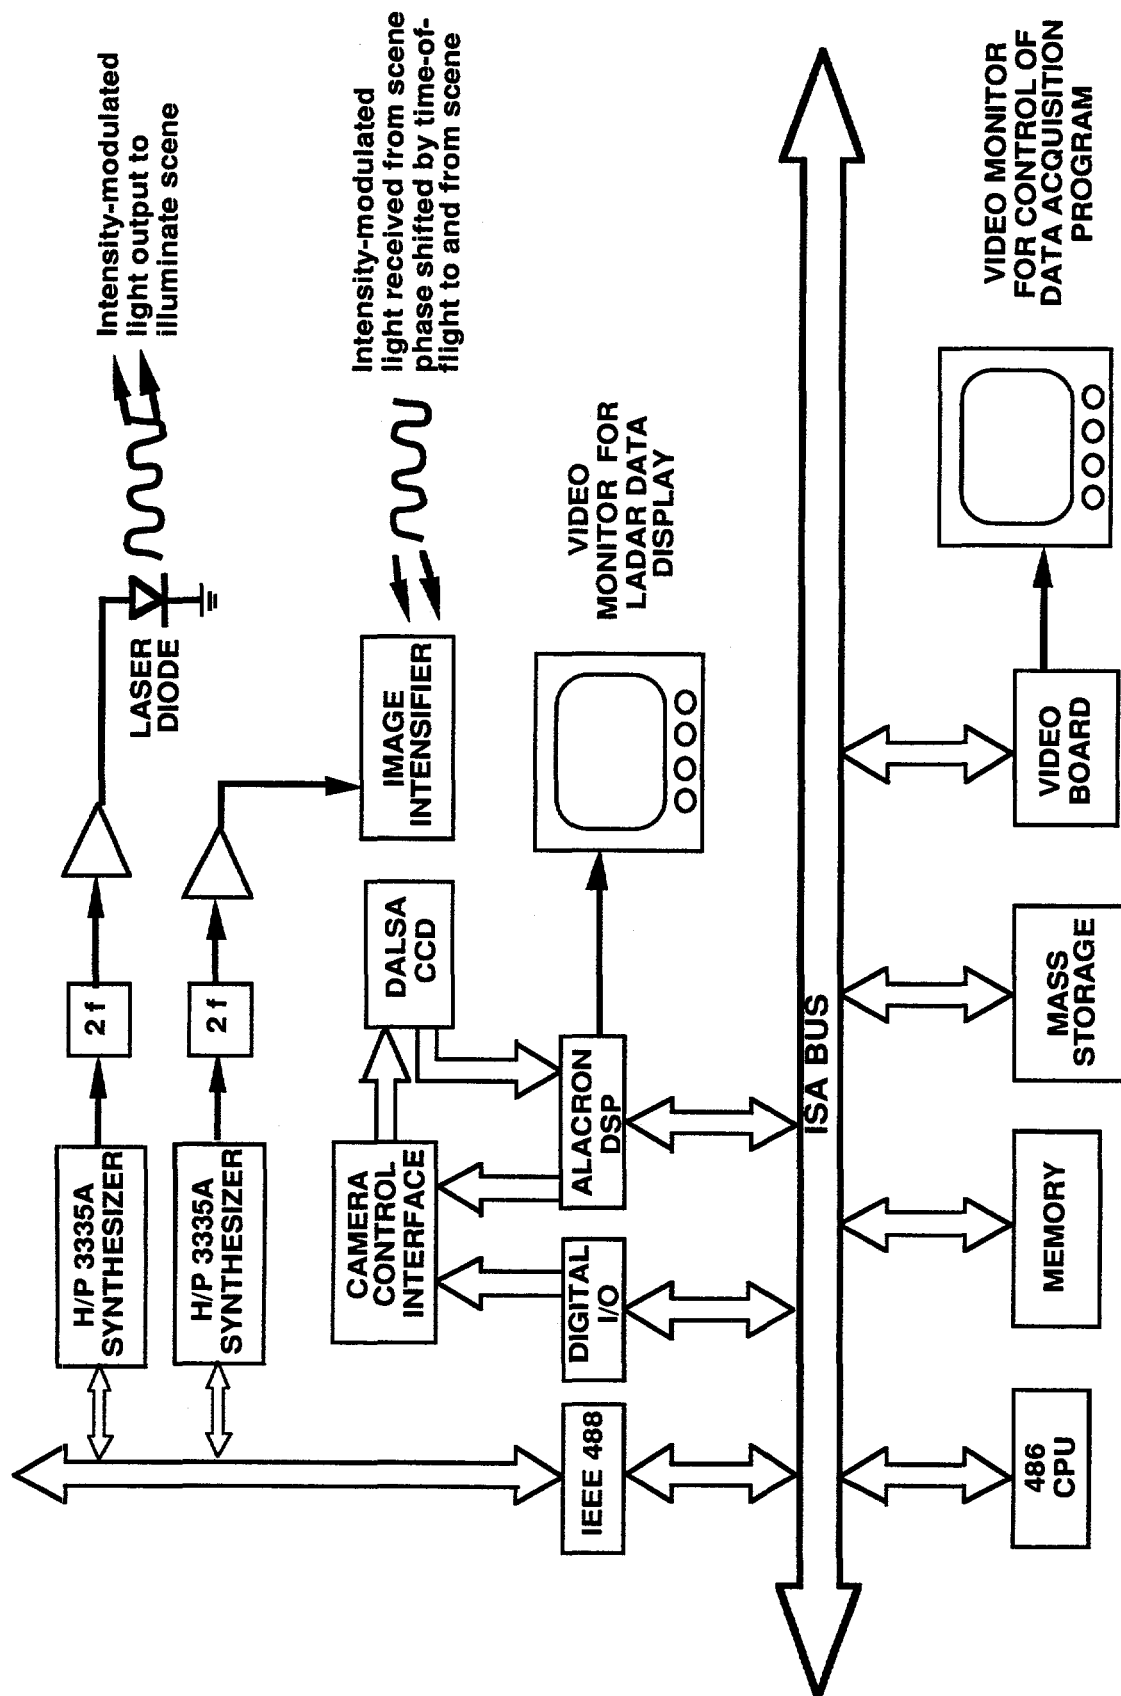 Intensity-modulated
light output to
illuminate scene
LASER
DIODE
2 f
H/P 3335A
SYNTHESIZER
2 f
H/P 3335A
SYNTHESIZER
Intensity-modulated
light received from scene
phase shifted by time-of-
flight to and from scene
IMAGE
INTENSIFIER
DALSA
CCD
CAMERA
CONTROL
INTERFACE
VIDEO
MONITOR FOR
LADAR DATA
DISPLAY
ALACRON
DSP
DIGITAL
I/O
IEEE 488
ISA BUS
VIDEO MONITOR
FOR CONTROL OF
DATA ACQUISITION
PROGRAM
486
CPU
MEMORY
MASS
STORAGE
VIDEO
BOARD